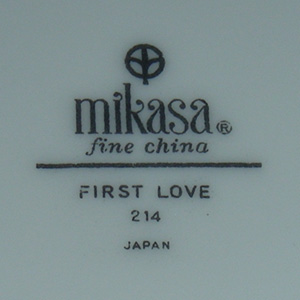 mikasa®
fine china
FIRST LOVE
214
JAPAN